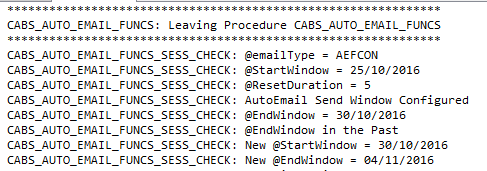 **************************************************************
CABS_AUTO_EMAIL_FUNCS: Leaving Procedure CABS_AUTO_EMAIL_FUNCS
**************************************************************
CABS_AUTO_EMAIL_FUNCS_SESS_CHECK: @emailType = AEFCON
CABS_AUTO_EMAIL_FUNCS_SESS_CHECK: @StartWindow = 25/10/2016
CABS_AUTO_EMAIL_FUNCS_SESS_CHECK: @ResetDuration = 5
CABS_AUTO_EMAIL_FUNCS_SESS_CHECK: AutoEmail Send Window Configured
CABS_AUTO_EMAIL_FUNCS_SESS_CHECK: @EndWindow = 30/10/2016
CABS_AUTO_EMAIL_FUNCS_SESS_CHECK: @EndWindow in the Past
CABS_AUTO_EMAIL_FUNCS_SESS_CHECK: New @StartWindow = 30/10/2016
CABS_AUTO_EMAIL_FUNCS_SESS_CHECK: New @EndWindow = 04/11/2016